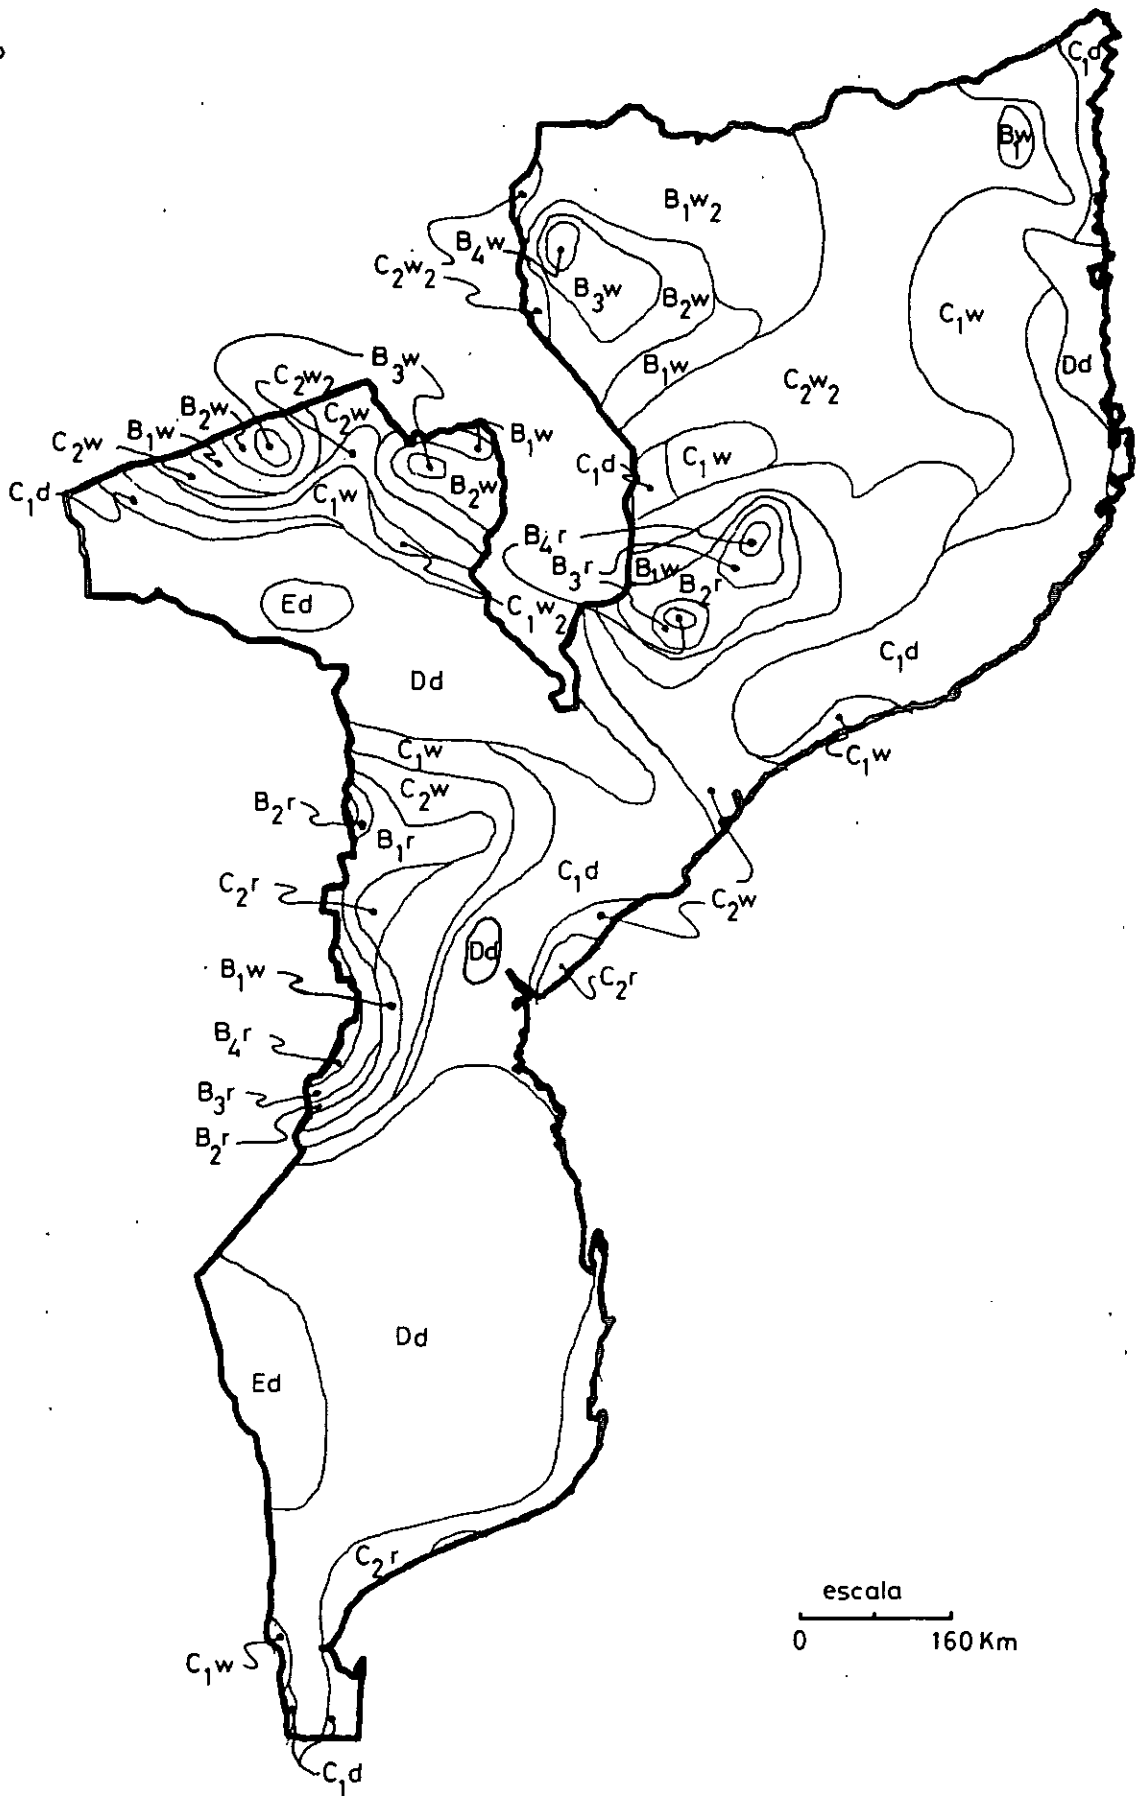 C₁d
B₁w
B₁w₂
B₄w
C₂w₂
B₃w
B₂w
C₁w
B₃w
C₂w₂
B₁w
Dd
C₂w₂
B₂w
C₂w
B₁w
B₁w
C₂w
C₁d
C₁w
B₂w
C₁w
C₁d
B₄r
B₃r
B₁w
B₂r
Ed
C₁w₂
C₁d
Dd
C₁w
C₁w
C₂w
B₂r
B₁r
C₂r
C₁d
C₂w
Dd
B₁w
C₂r
B₄r
B₃r
B₂r
Dd
Ed
C₂r
escala
0 160 Km
C₁w
C₁d